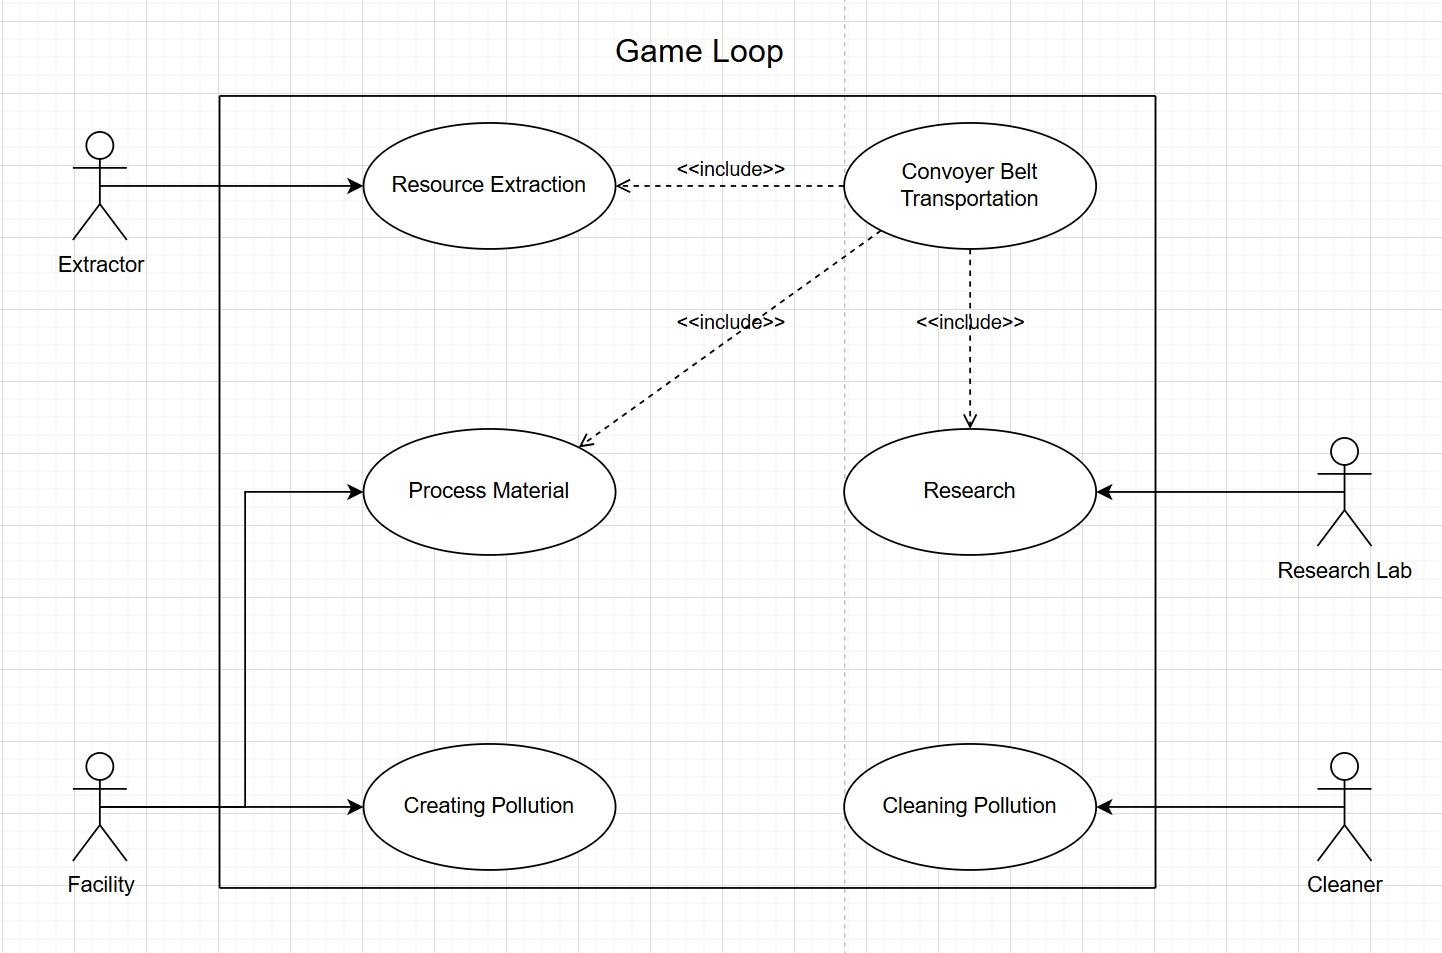 Game Loop
Resource Extraction
<<include>>
Convoyer Belt
Transportation
Extractor
<<include>>
<<include>>
Process Material
Research
Research Lab
Creating Pollution
Cleaning Pollution
Facility
Cleaner